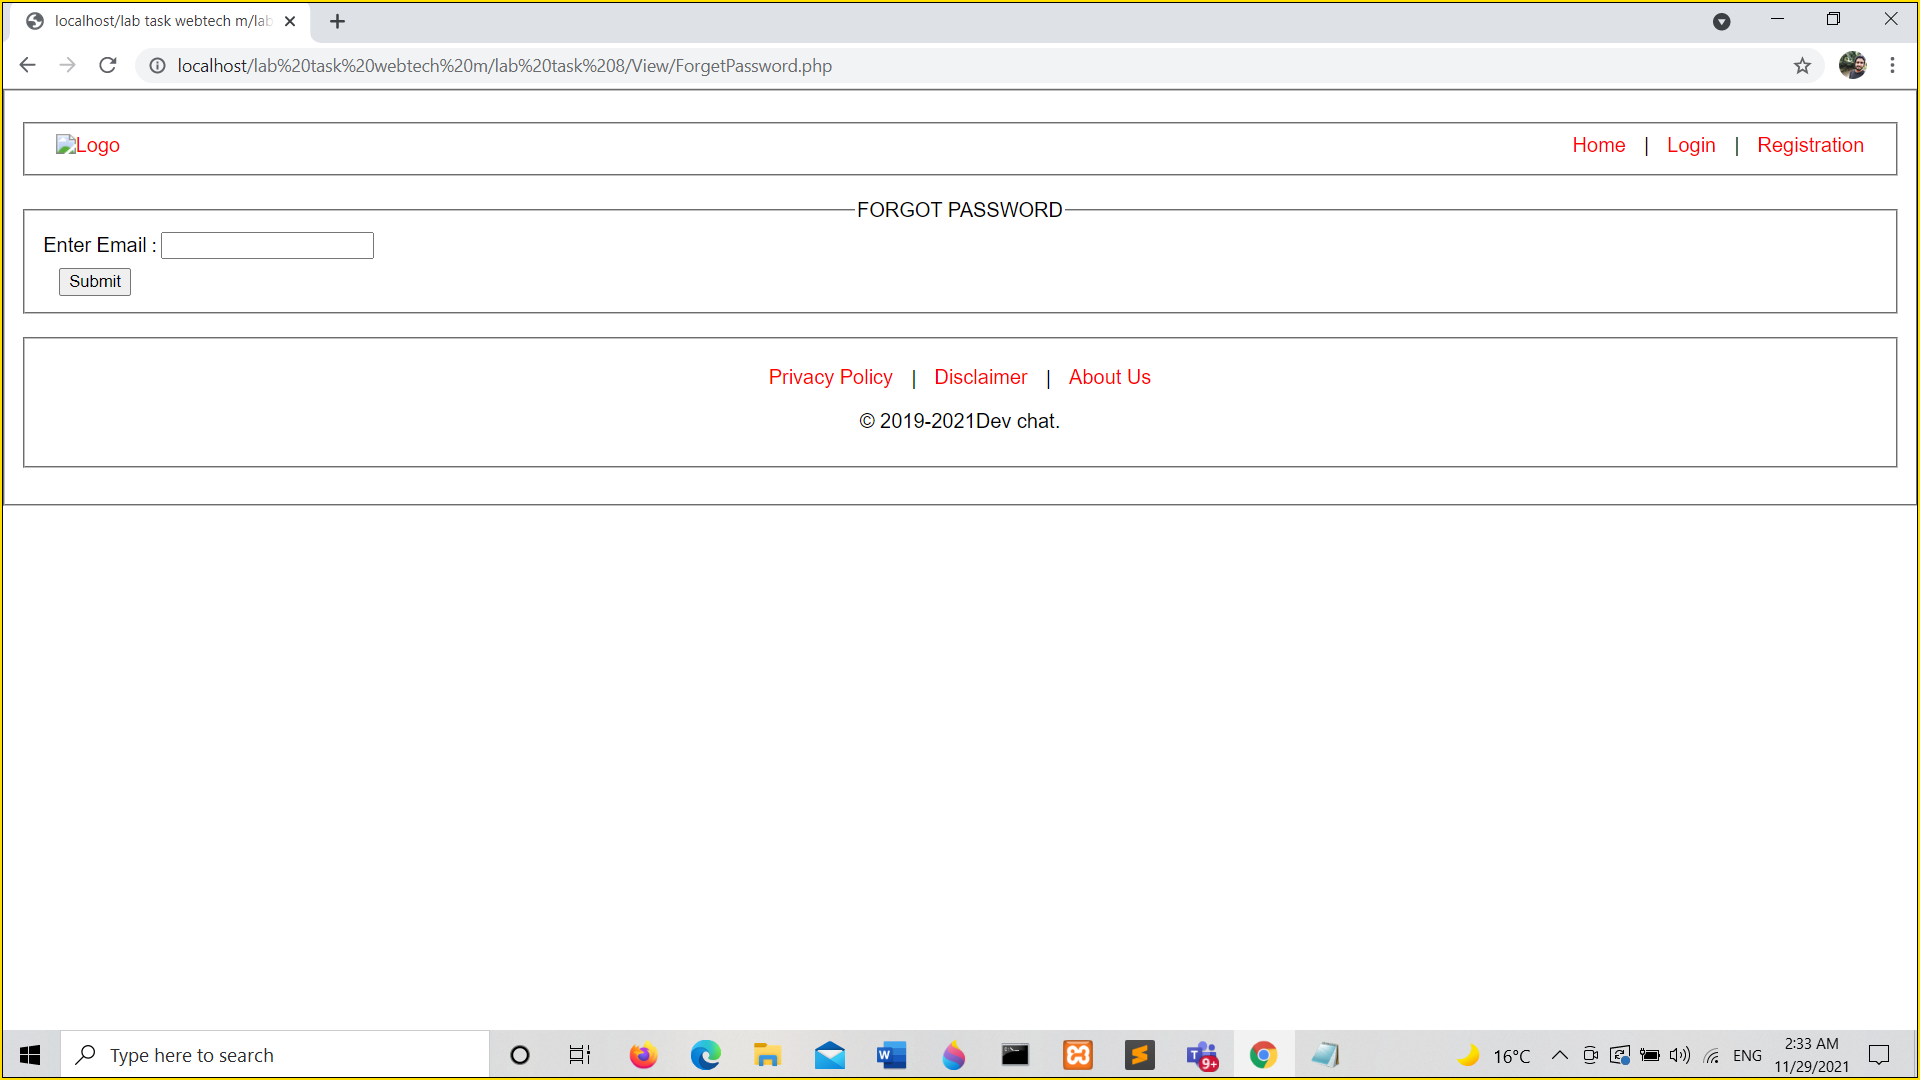 localhost/lab task webtech m/lab
localhost/lab%20task%20webtech%20m/lab%20task%208/View/ForgetPassword.php
Logo
Home | Login | Registration
FORGOT PASSWORD
Enter Email :
Submit
Privacy Policy | Disclaimer | About Us
© 2019-2021Dev chat.
Type here to search
9+
16°C
ENG
2:33 AM
11/29/2021